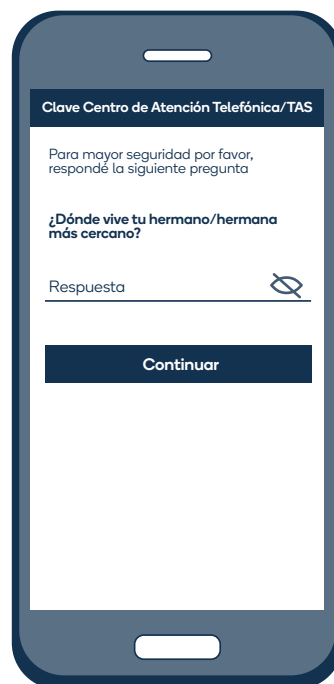 Clave Centro de Atención Telefónica/TAS
Para mayor seguridad por favor,
respondé la siguiente pregunta
¿Dónde vive tu hermano/hermana
más cercano?
Respuesta
Continuar